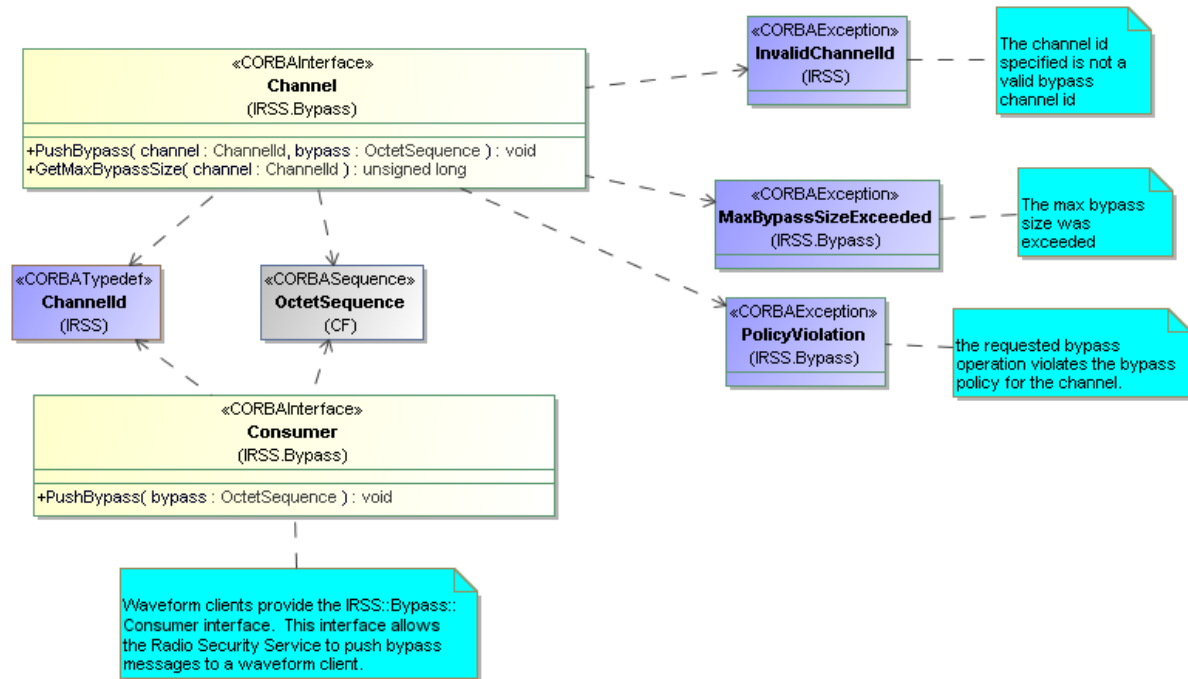 «CORBAInterface»
Channel
(IRSS.Bypass)
+PushBypass( channel : ChannelId, bypass : OctetSequence ) : void
+GetMaxBypassSize( channel : ChannelId ) : unsigned long
«CORBAException»
InvalidChannelId
(IRSS)
The channel id
specified is not a
valid bypass
channel id
«CORBAException»
MaxBypassSizeExceeded
(IRSS.Bypass)
The max bypass
size was
exceeded
«CORBATypedef»
ChannelId
(IRSS)
«CORBASequence»
OctetSequence
(CF)
«CORBAException»
PolicyViolation
(IRSS.Bypass)
the requested bypass
operation violates the bypass
policy for the channel.
«CORBAInterface»
Consumer
(IRSS.Bypass)
+PushBypass( bypass : OctetSequence ) : void
Waveform clients provide the IRSS::Bypass::
Consumer interface.  This interface allows
the Radio Security Service to push bypass
messages to a waveform client.